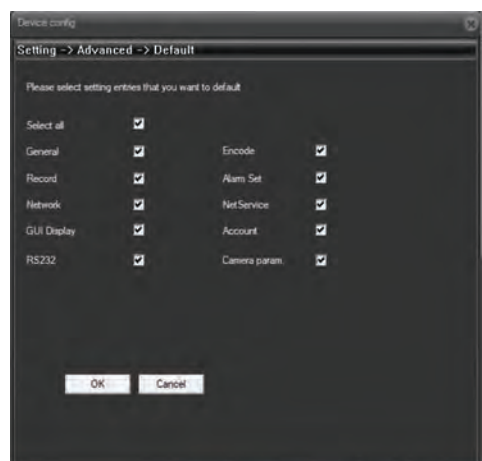 Device config
Setting -> Advanced -> Default
Please select setting entries that you want to default
Select all
General Encode
Record Alarm Set
Network NetService
GUI Display Account
RS232 Camera param.
OK Cancel